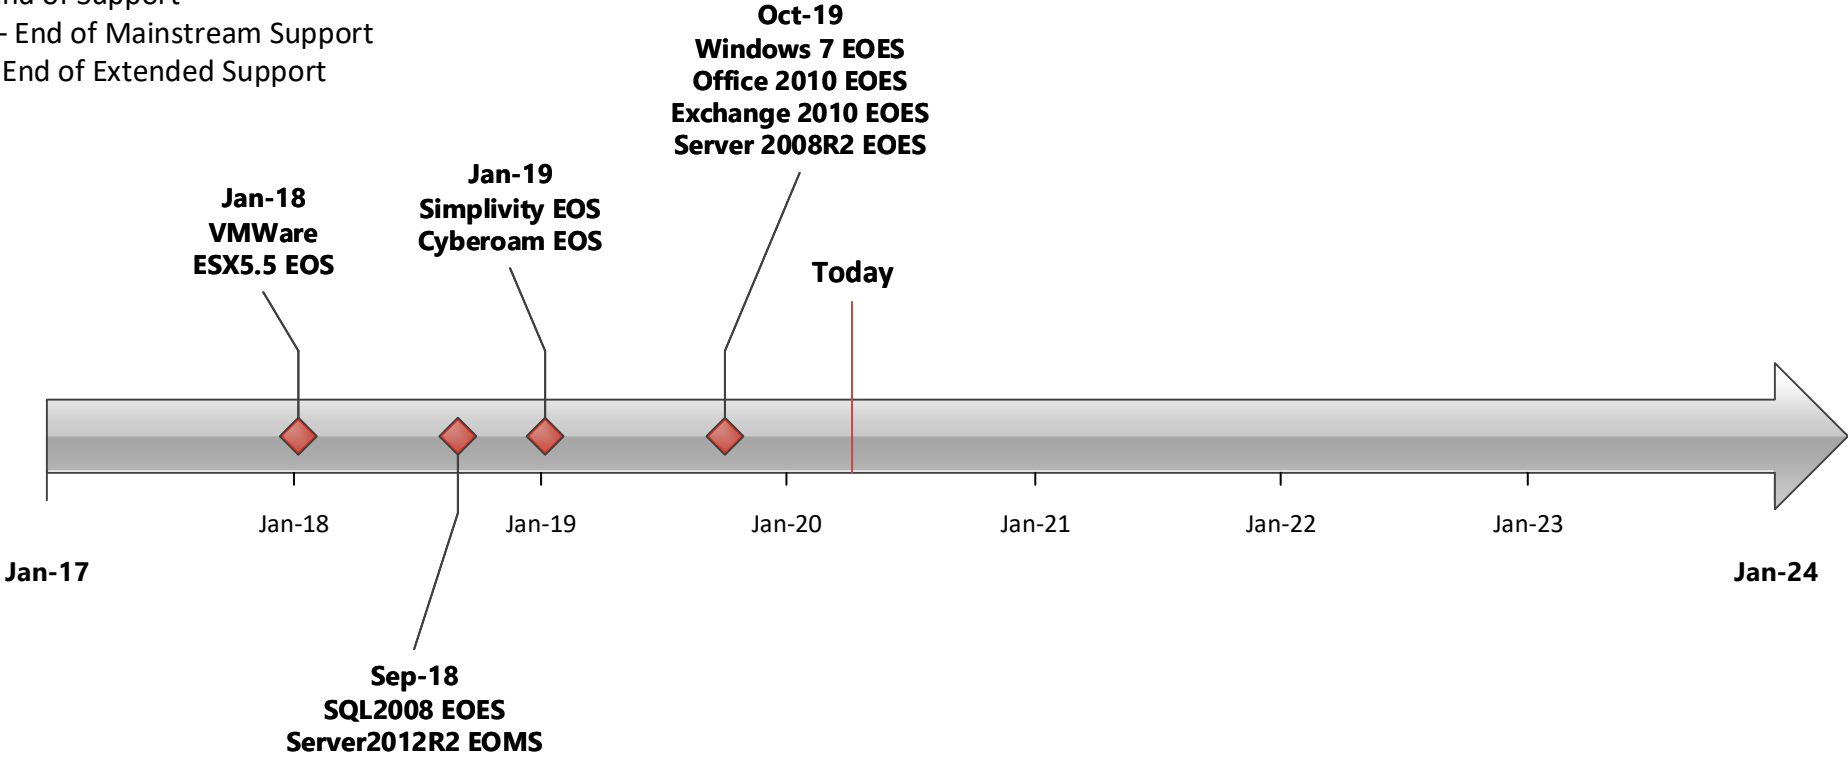 End of Support
- End of Mainstream Support
End of Extended Support
Oct-19
Windows 7 EOES
Office 2010 EOES
Exchange 2010 EOES
Server 2008R2 EOES
Jan-19
Simplivity EOS
Cyberoam EOS
Jan-18
VMWare
ESX5.5 EOS
Today
Jan-18
Jan-19
Jan-20
Jan-21
Jan-22
Jan-23
Jan-17
Jan-24
Sep-18
SQL2008 EOES
Server2012R2 EOMS